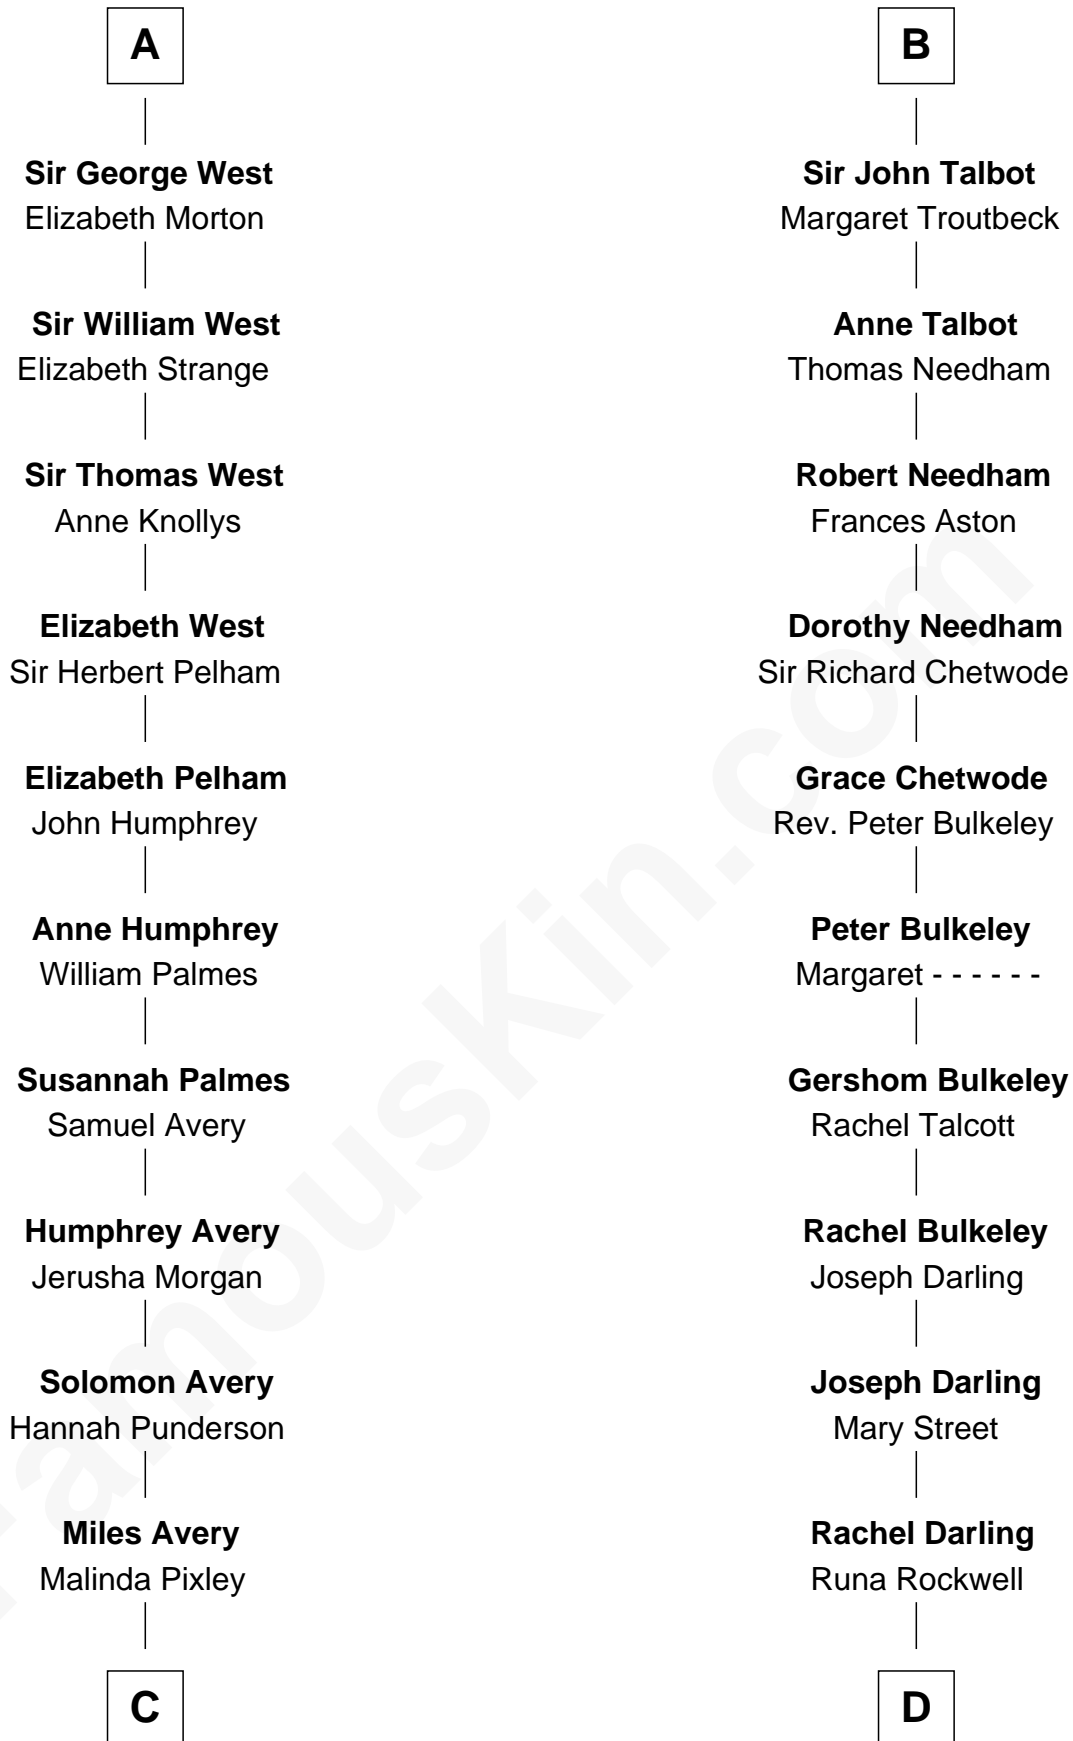 A
Sir George West
Elizabeth Morton
Sir William West
Elizabeth Strange
Sir Thomas West
Anne Knollys
Elizabeth West
Sir Herbert Pelham
Elizabeth Pelham
John Humphrey
Anne Humphrey
William Palmes
Susannah Palmes
Samuel Avery
Humphrey Avery
Jerusha Morgan
Solomon Avery
Hannah Punderson
Miles Avery
Malinda Pixley
C
B
Sir John Talbot
Margaret Troutbeck
Anne Talbot
Thomas Needham
Robert Needham
Frances Aston
Dorothy Needham
Sir Richard Chetwode
Grace Chetwode
Rev. Peter Bulkeley
Peter Bulkeley
Margaret - - - - - -
Gershom Bulkeley
Rachel Talcott
Rachel Bulkeley
Joseph Darling
Joseph Darling
Mary Street
Rachel Darling
Runa Rockwell
D
FamousKin.com